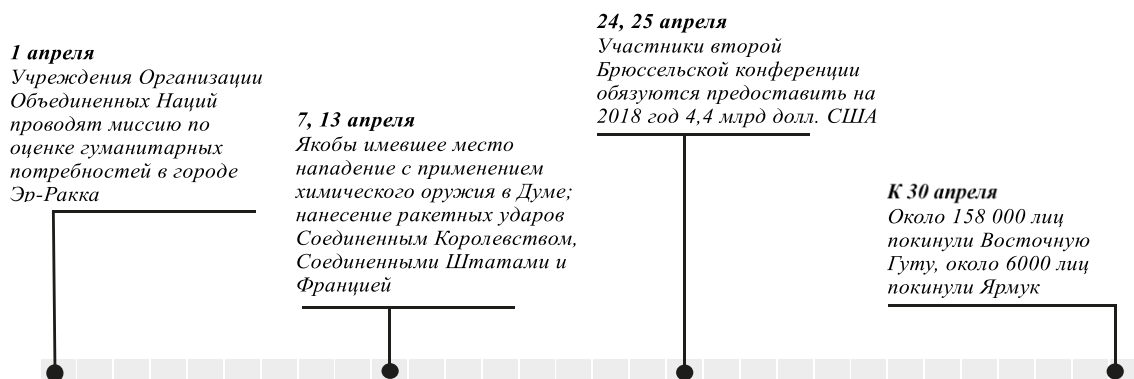 1 апреля
Учреждения Организации
Объединенных Наций
проводят миссию по
оценке гуманитарных
потребностей в городе
Эр-Ракка
7, 13 апреля
Якобы имевшее место
нападение с применением
химического оружия в Думе;
нанесение ракетных ударов
Соединенным Королевством,
Соединенными Штатами и
Францией
24, 25 апреля
Участники второй
Брюссельской конференции
обязуются предоставить на
2018 год 4,4 млрд долл. США
К 30 апреля
Около 158 000 лиц
покинули Восточную
Гуту, около 6000 лиц
покинули Ярмук